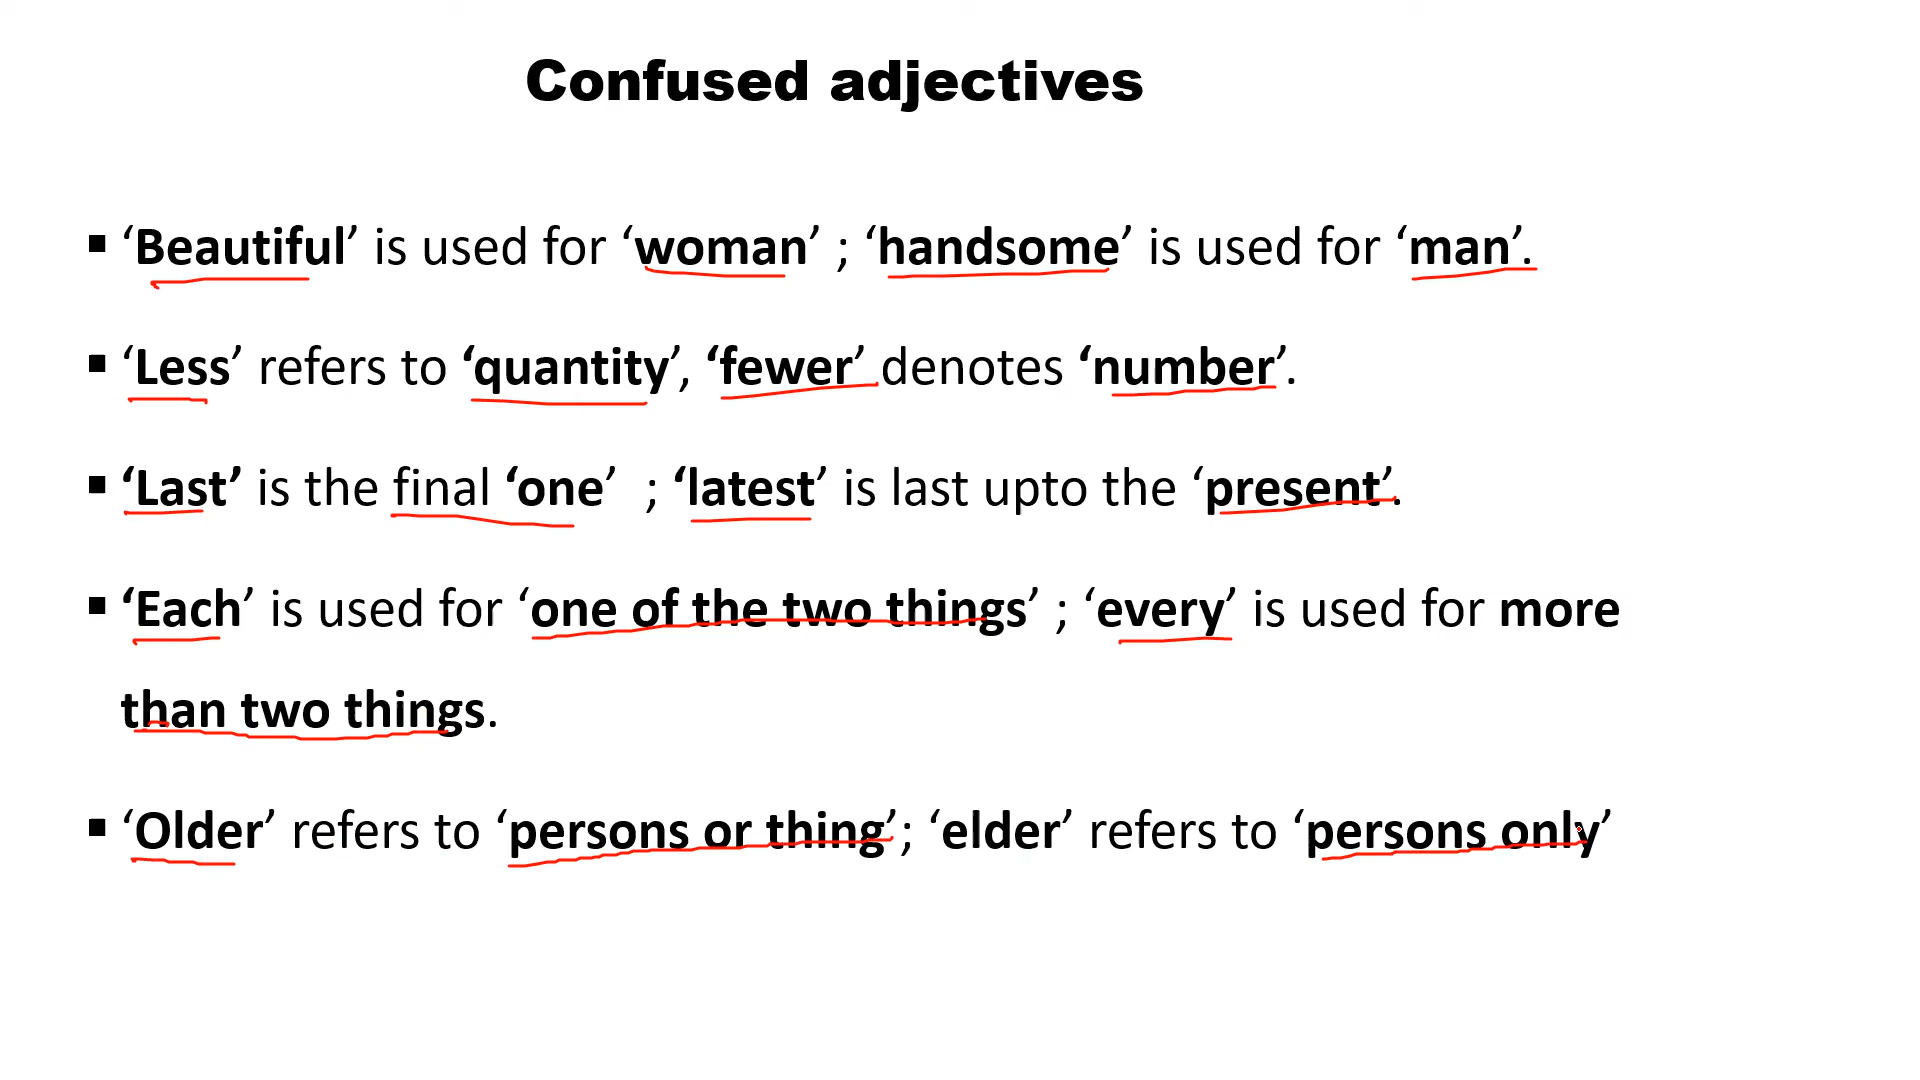 Confused adjectives
▪ ‘Beautiful’ is used for ‘woman’ ; ‘handsome’ is used for ‘man’.
▪ ‘Less’ refers to ‘quantity’, ‘fewer’ denotes ‘number’.
▪ ‘Last’ is the final ‘one’ ; ‘latest’ is last upto the ‘present’.
▪ ‘Each’ is used for ‘one of the two things’ ; ‘every’ is used for more
than two things.
▪ ‘Older’ refers to ‘persons or thing’; ‘elder’ refers to ‘persons only’